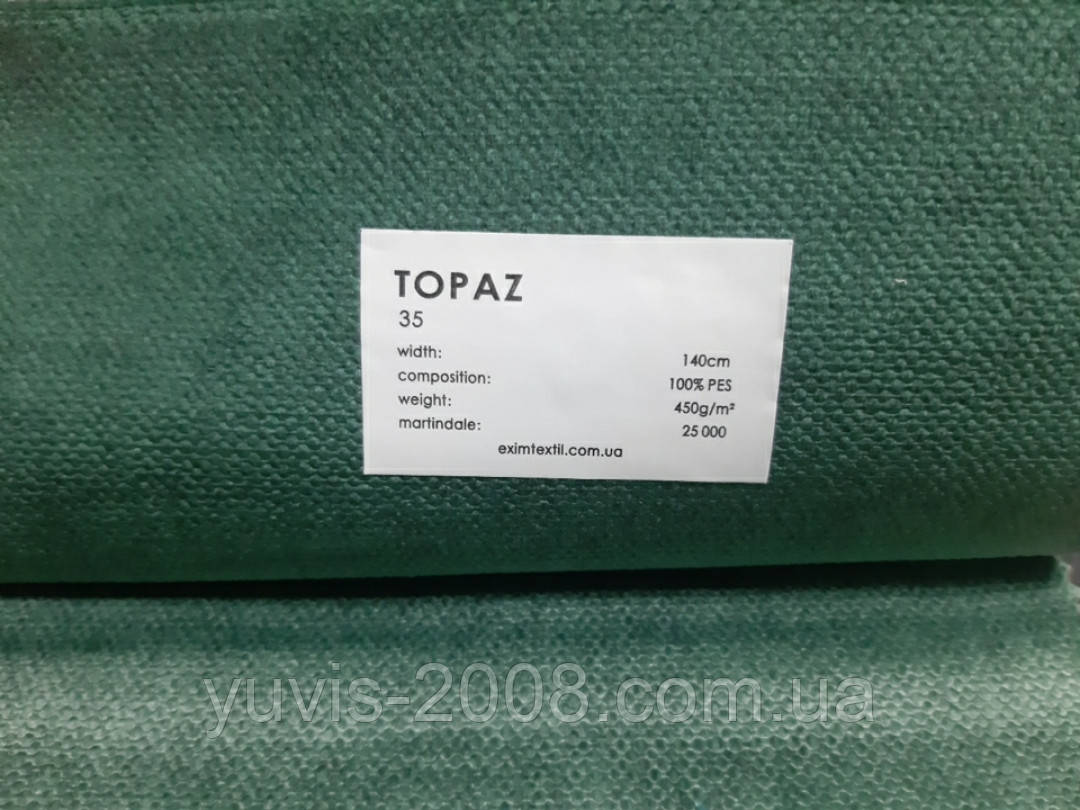 TOPAZ
35
width: 140cm
composition: 100% PES
weight: 450g/m²
martindale: 25 000
eximtextil.com.ua
yuvis-2008.com.ua